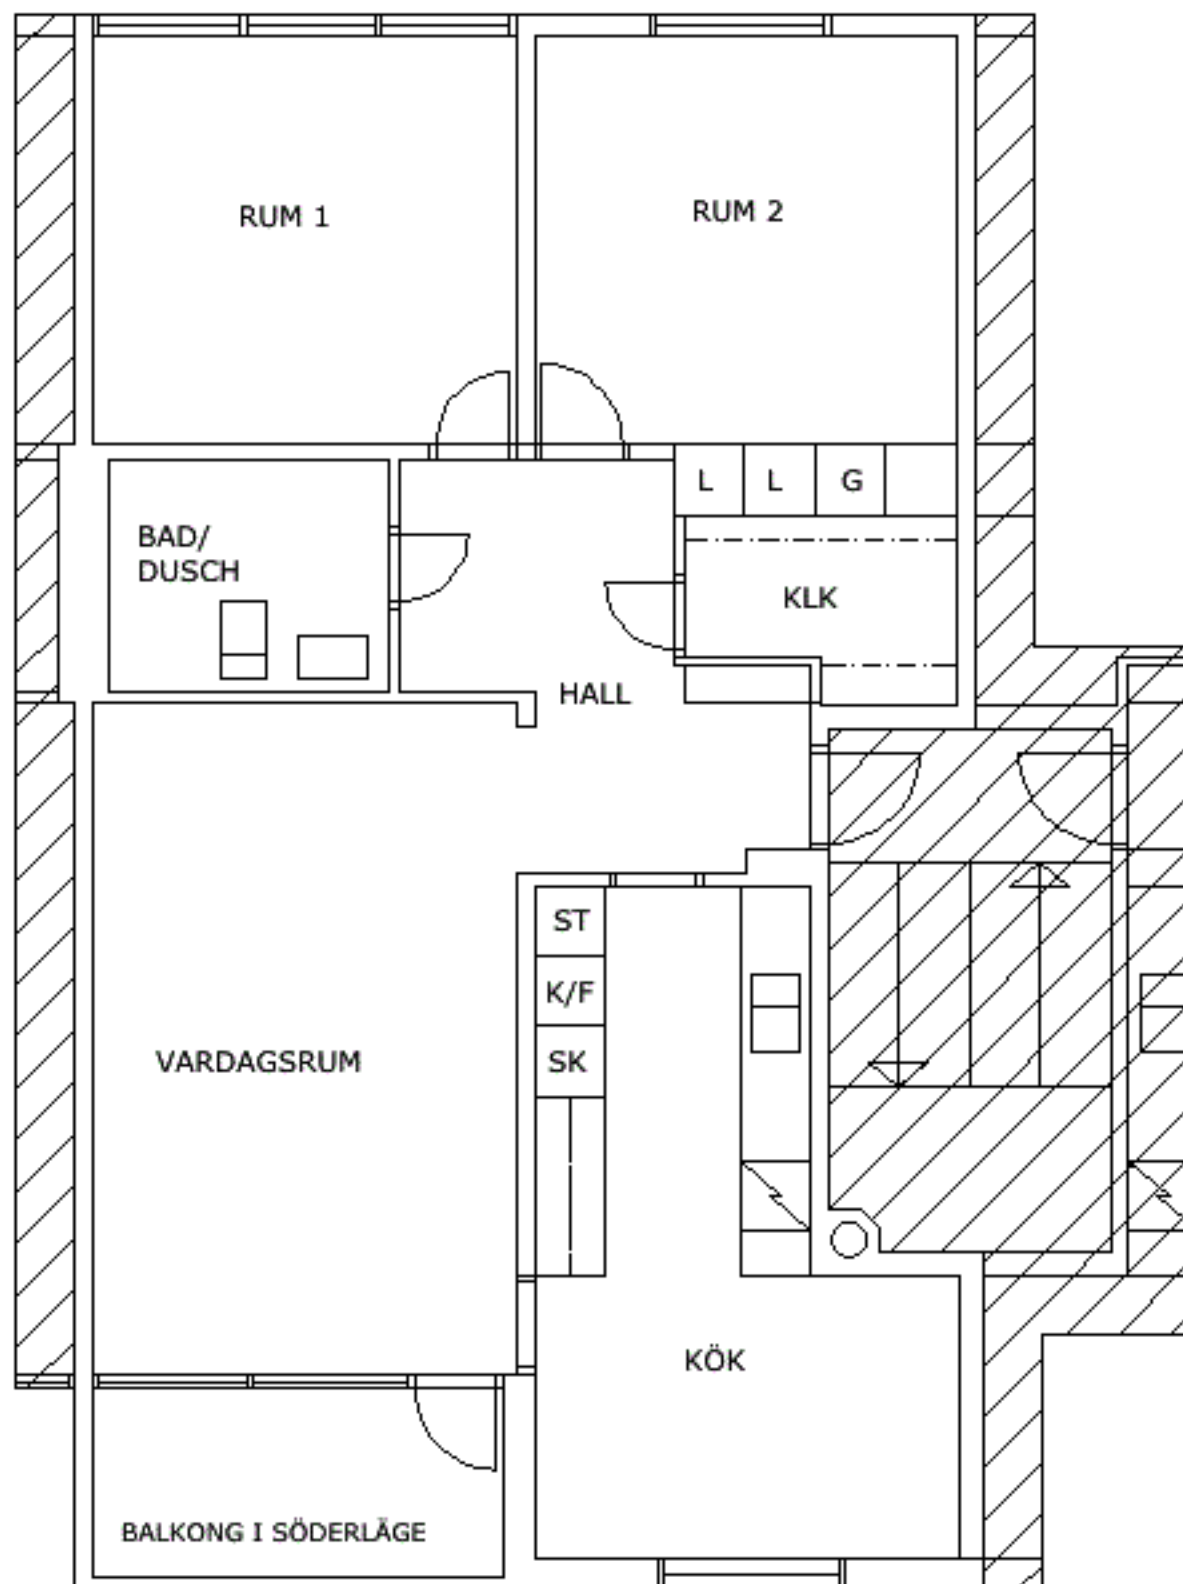 RUM 1
RUM 2
L
L
G
BAD/
DUSCH
KLK
HALL
ST
K/F
SK
VARDAGSRUM
KÖK
BALKONG I SÖDERLÄGE